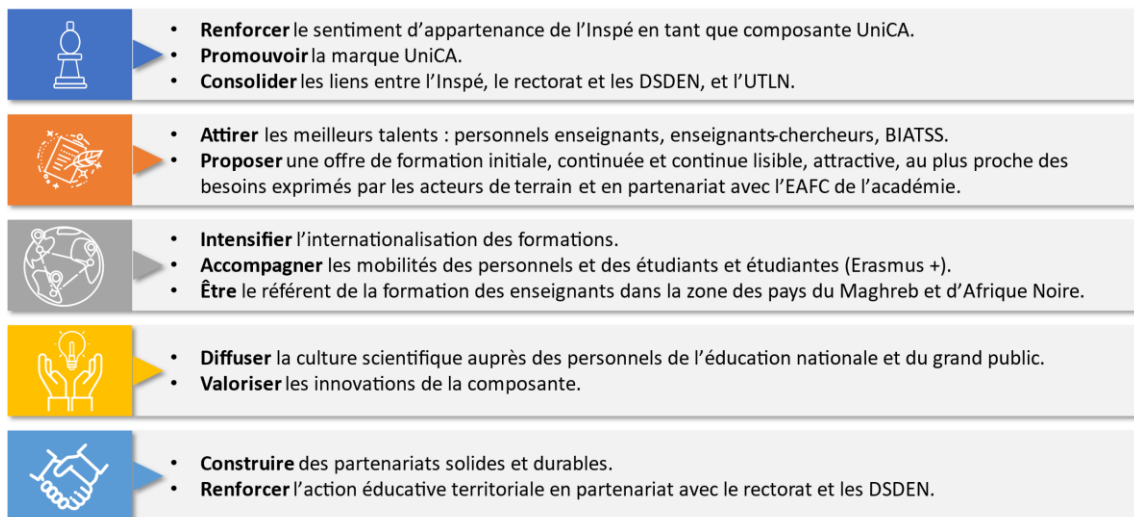 • Renforcer le sentiment d’appartenance de l’Inspé en tant que composante UniCA.
• Promouvoir la marque UniCA.
• Consolider les liens entre l’Inspé, le rectorat et les DSDEN, et l’UTLN.
• Attirer les meilleurs talents : personnels enseignants, enseignants-chercheurs, BIATSS.
• Proposer une offre de formation initiale, continuée et continue lisible, attractive, au plus proche des
besoins exprimés par les acteurs de terrain et en partenariat avec l’EAFC de l’académie.
• Intensifier l’internationalisation des formations.
• Accompagner les mobilités des personnels et des étudiants et étudiantes (Erasmus +).
• Être le référent de la formation des enseignants dans la zone des pays du Maghreb et d’Afrique Noire.
• Diffuser la culture scientifique auprès des personnels de l’éducation nationale et du grand public.
• Valoriser les innovations de la composante.
• Construire des partenariats solides et durables.
• Renforcer l’action éducative territoriale en partenariat avec le rectorat et les DSDEN.